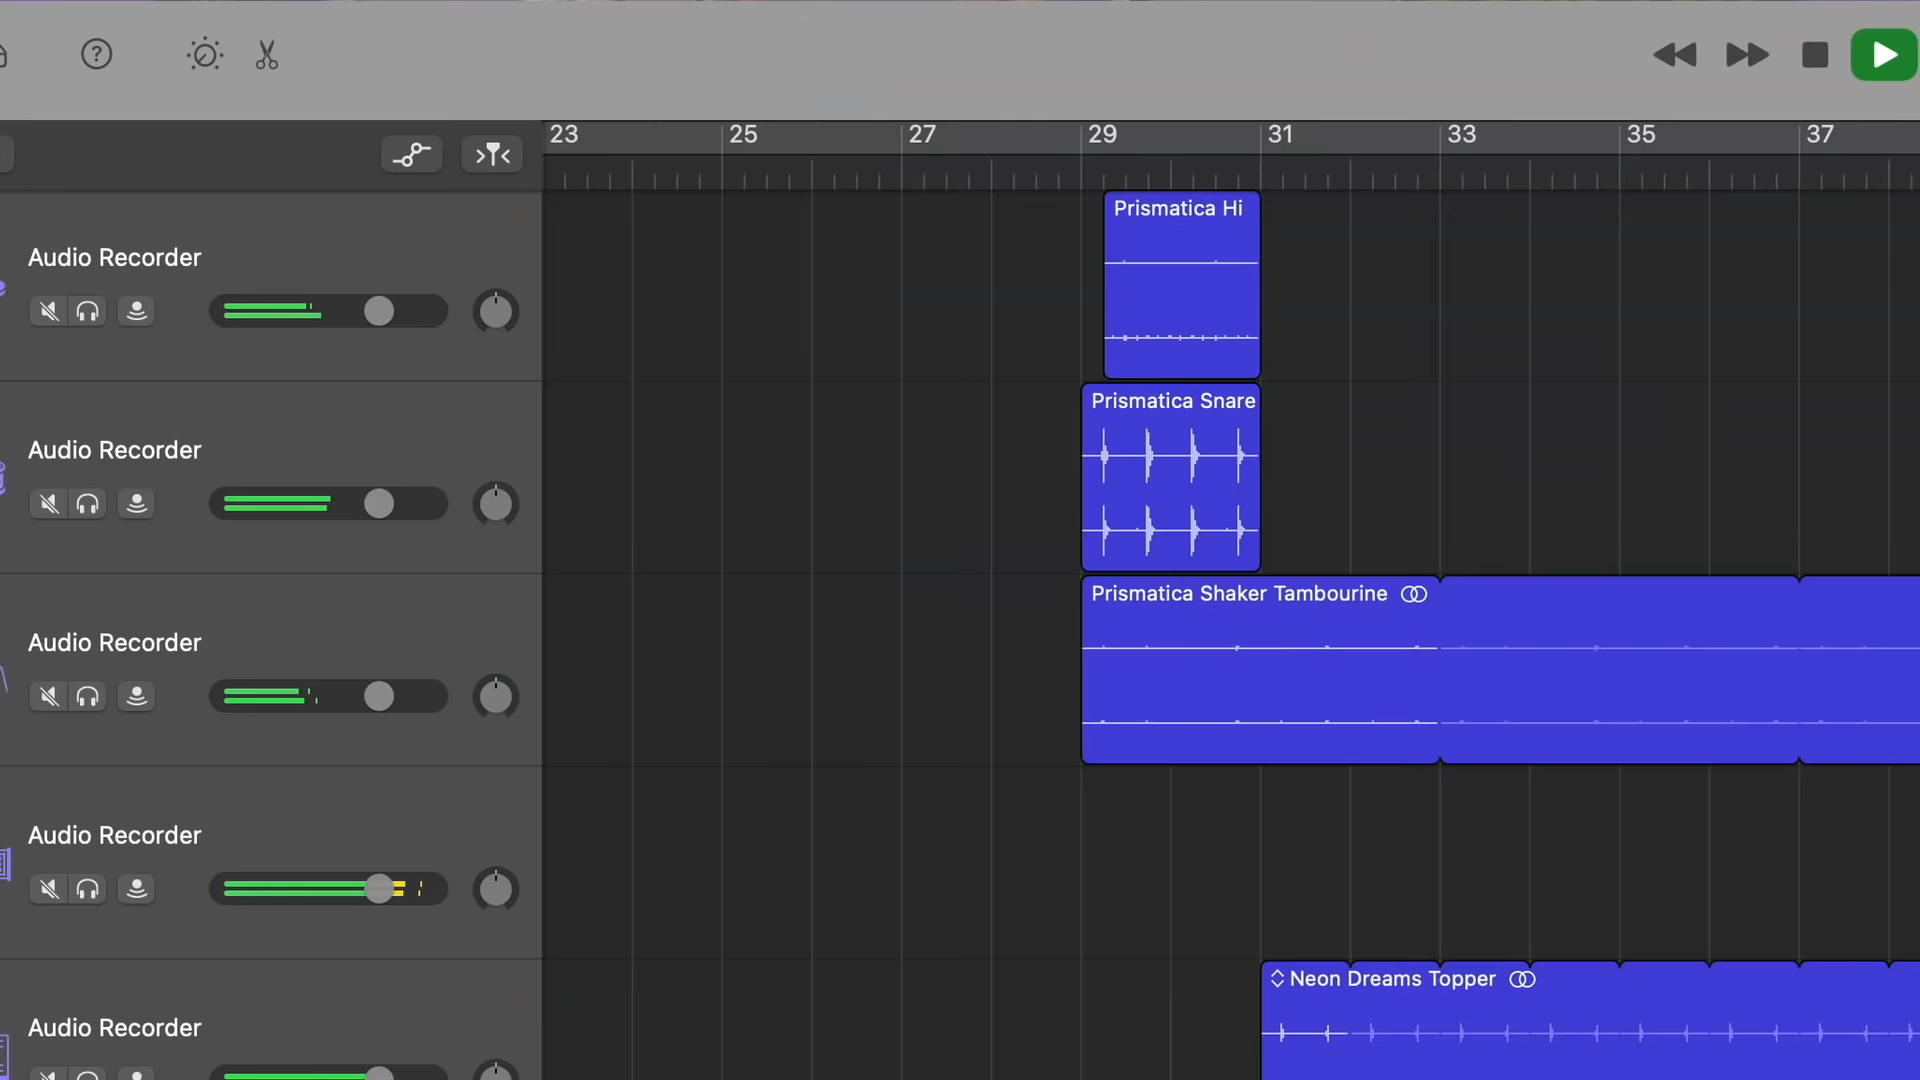 23 25 27 29 31 33 35 37
Prismatica Hi
Audio Recorder
Prismatica Snare
Audio Recorder
Prismatica Shaker Tambourine
Audio Recorder
Audio Recorder
Neon Dreams Topper
Audio Recorder